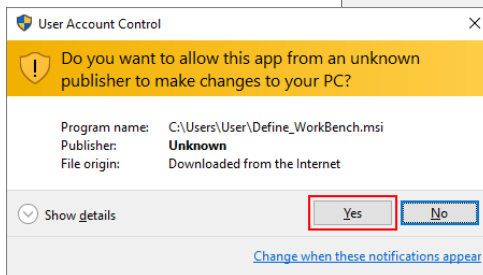 User Account Control
Do you want to allow this app from an unknown
publisher to make changes to your PC?
Program name: C:\Users\User\Define_WorkBench.msi
Publisher: Unknown
File origin: Downloaded from the Internet
Show details
Yes
No
Change when these notifications appear